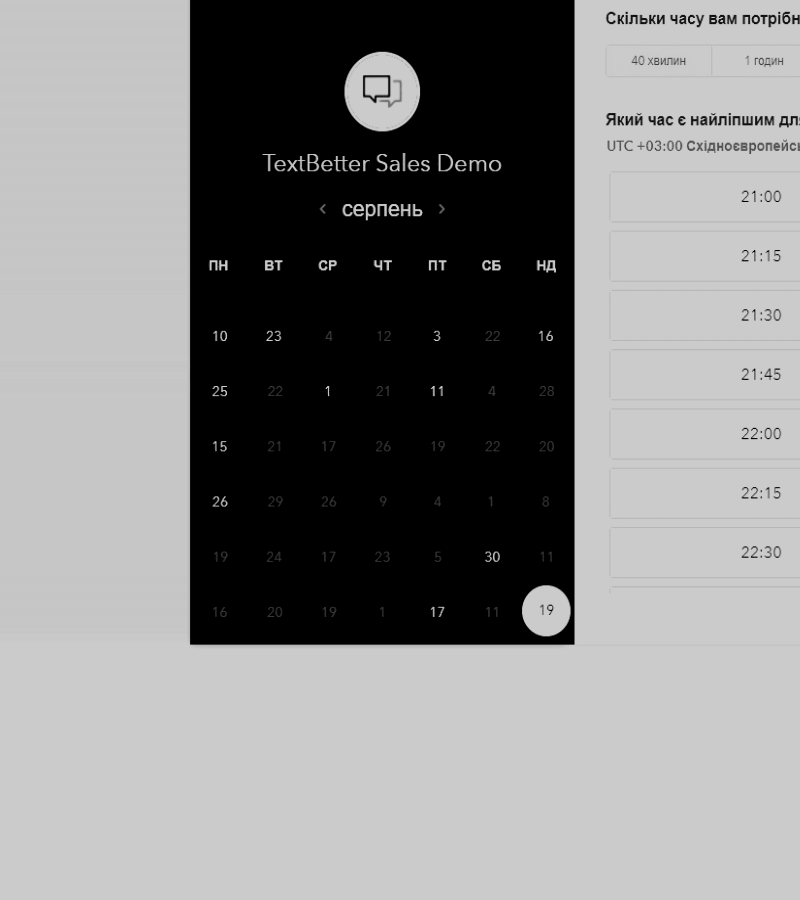 TextBetter Sales Demo
серпень
ПН ВТ СР ЧТ ПТ СБ НД
10 23 4 12 3 22 16
25 22 1 21 11 4 28
15 21 17 26 19 22 20
26 29 26 9 4 1 8
19 24 17 23 5 30 11
16 20 19 1 17 11 19
Скільки часу вам потрібн
40 хвилин 1 годин
Який час є найліпшим дл
UTC +03:00 Східноєвропейсь
21:00
21:15
21:30
21:45
22:00
22:15
22:30